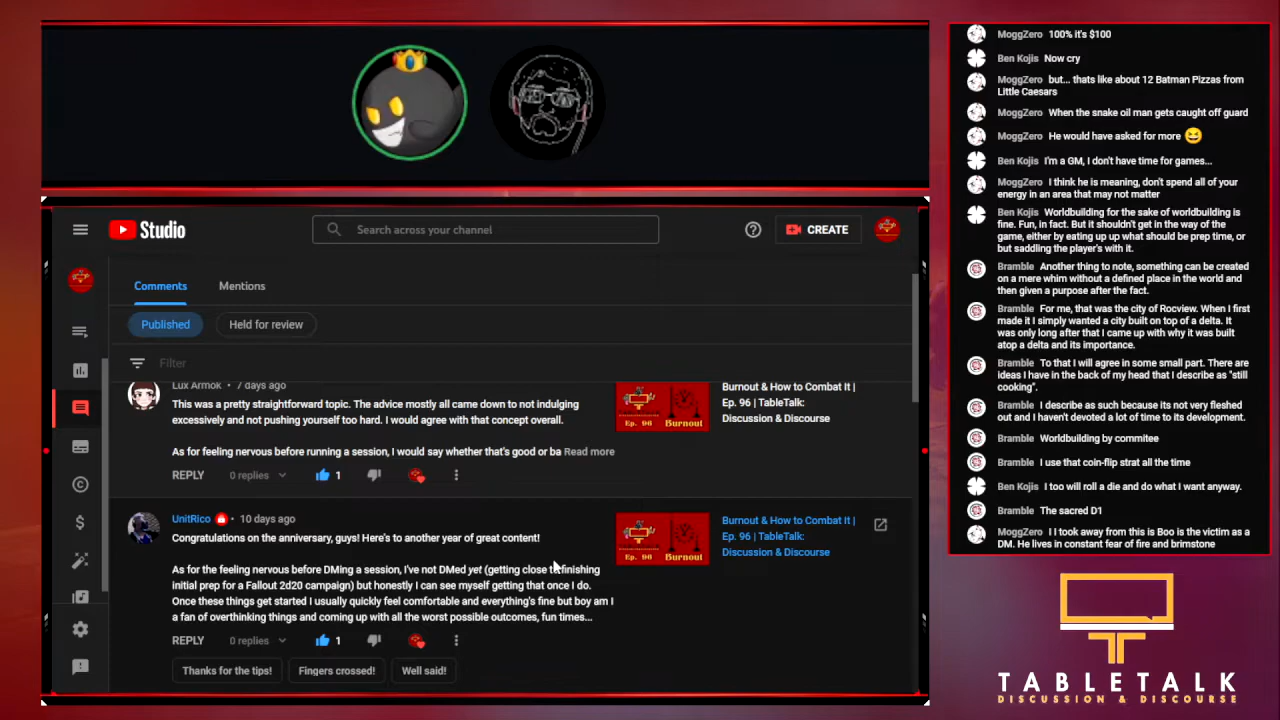 Studio
Search across your channel
CREATE
Comments
Mentions
Published
Held for review
Filter
Lux Armok • 7 days ago
This was a pretty straightforward topic. The advice mostly all came down to not indulging
excessively and not pushing yourself too hard. I would agree with that concept overall.
As for feeling nervous before running a session, I would say whether that's good or ba Read more
REPLY 0 replies 1
Burnout & How to Combat It |
Ep. 96 | TableTalk:
Discussion & Discourse
Ep. 96 Burnout
UnitRico • 10 days ago
Congratulations on the anniversary, guys! Here's to another year of great content!
As for the feeling nervous before DMing a session, I've not DMed yet (getting close to finishing
initial prep for a Fallout 2d20 campaign) but honestly I can see myself getting that once I do.
Once these things get started I usually quickly feel comfortable and everything's fine but boy am I
a fan of overthinking things and coming up with all the worst possible outcomes, fun times...
REPLY 0 replies 1
Thanks for the tips! Fingers crossed! Well said!
Burnout & How to Combat It |
Ep. 96 | TableTalk:
Discussion & Discourse
Ep. 96 Burnout
MoggZero 100% it's $100
Ben Kojis Now cry
MoggZero but... thats like about 12 Batman Pizzas from
Little Caesars
MoggZero When the snake oil man gets caught off guard
MoggZero He would have asked for more 😆
Ben Kojis I'm a GM, I don't have time for games...
MoggZero I think he is meaning, don't spend all of your
energy in an area that may not matter
Ben Kojis Worldbuilding for the sake of worldbuilding is
fine. Fun, in fact. But it shouldn't get in the way of the
game, either by eating up up what should be prep time, or
but saddling the player's with it.
Bramble Another thing to note, something can be created
on a mere whim without a defined place in the world and
then given a purpose after the fact.
Bramble For me, that was the city of Rocview. When I first
made it I simply wanted a city built on top of a delta. It
was only long after that I came up with why it was built
atop a delta and its importance.
Bramble To that I will agree in some small part. There are
ideas I have in the back of my head that I describe as "still
cooking".
Bramble I describe as such because its not very fleshed
out and I haven't devoted a lot of time to its development.
Bramble Worldbuilding by commitee
Bramble I use that coin-flip strat all the time
Ben Kojis I too will roll a die and do what I want anyway.
Bramble The sacred D1
MoggZero I I took away from this is Boo is the victim as a
DM. He lives in constant fear of fire and brimstone
TABLETALK
DISCUSSION & DISCOURSE